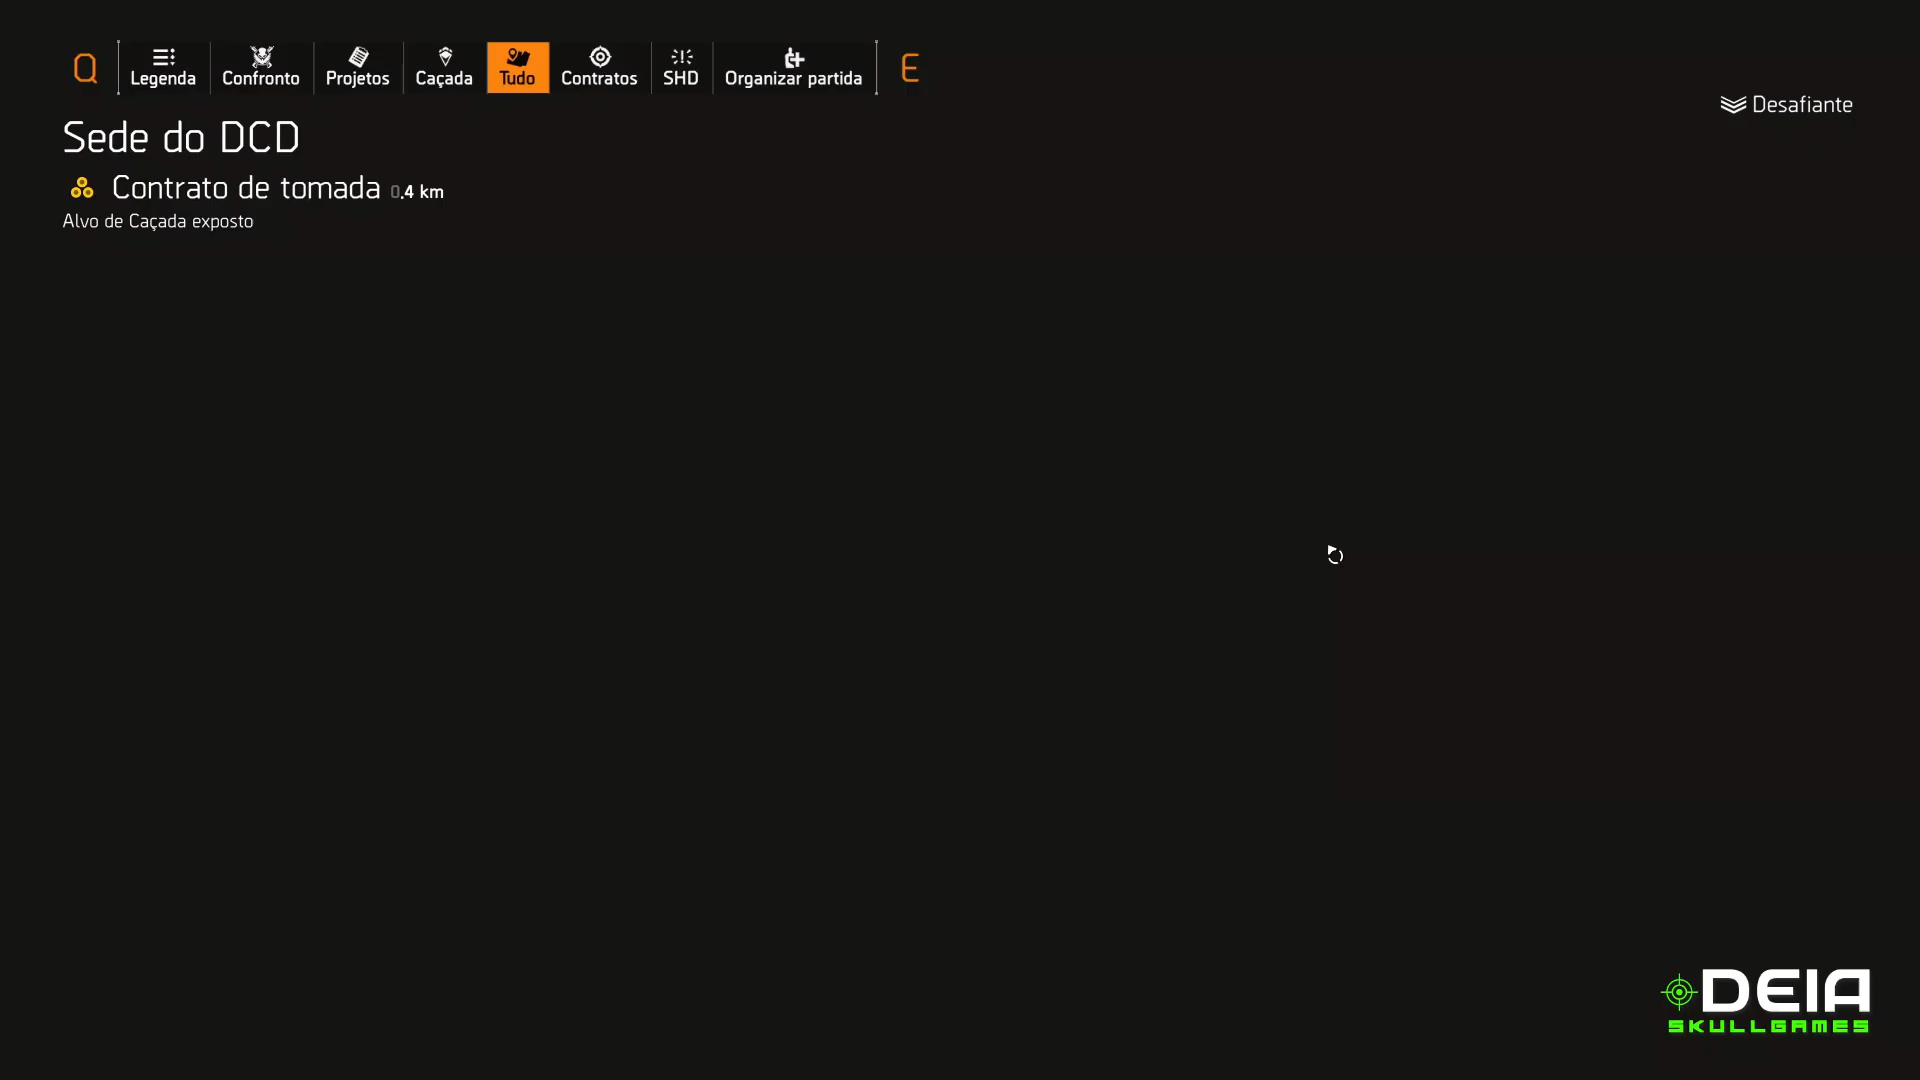 Q Legenda Confronto Projetos Caçada Tudo Contratos SHD Organizar partida E
Desafiante
Sede do DCD
Contrato de tomada 0.4 km
Alvo de Caçada exposto
DEIA
SKULLGAMES